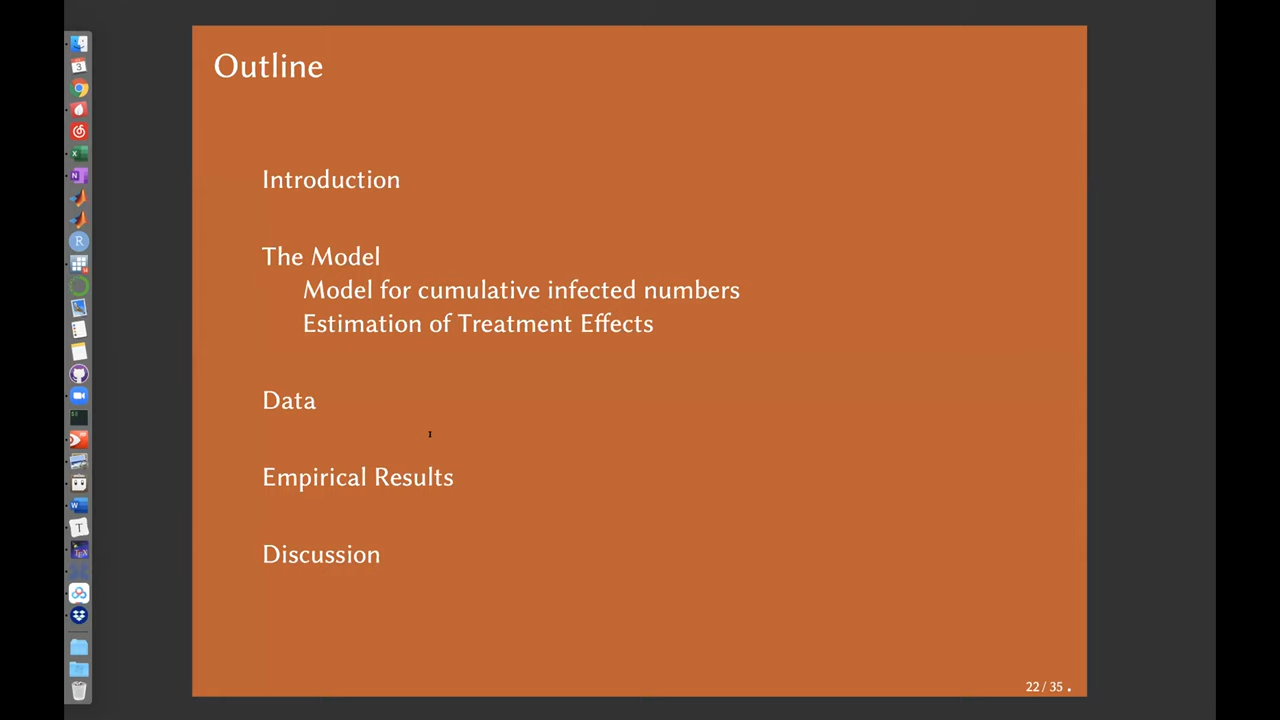 Outline
Introduction
The Model
Model for cumulative infected numbers
Estimation of Treatment Effects
Data
Empirical Results
Discussion
22 / 35